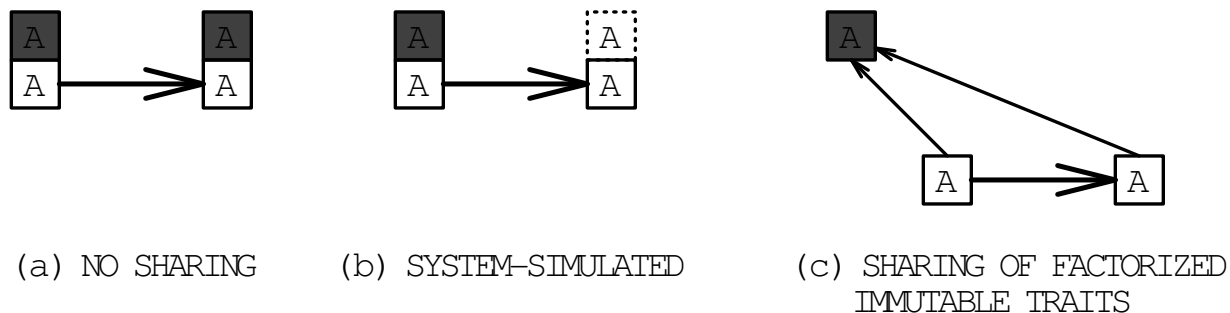 A A A A A
A A A A
A A
(a) NO SHARING (b) SYSTEM-SIMULATED (c) SHARING OF FACTORIZED
IMMUTABLE TRAITS